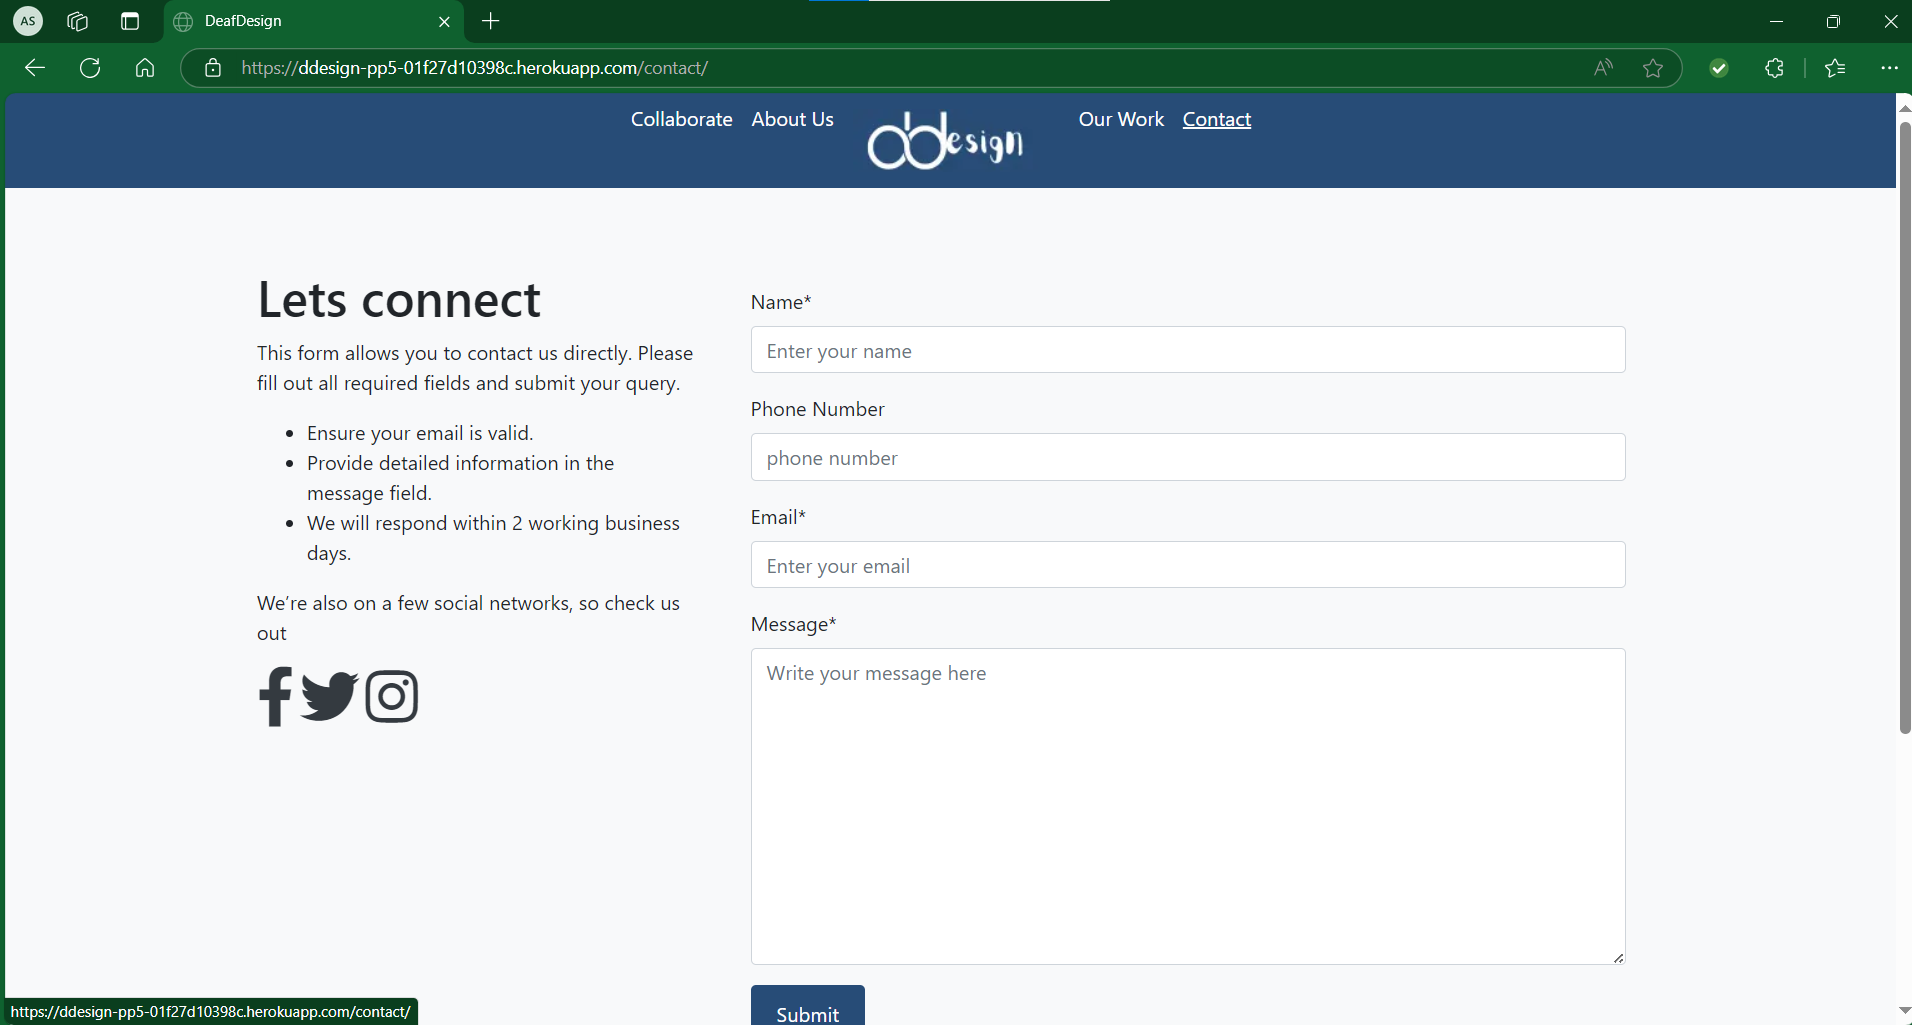 AS
DeafDesign
https://ddesign-pp5-01f27d10398c.herokuapp.com/contact/
Collaborate About Us ddesign Our Work Contact
Lets connect
This form allows you to contact us directly. Please
fill out all required fields and submit your query.
• Ensure your email is valid.
• Provide detailed information in the
message field.
• We will respond within 2 working business
days.
We're also on a few social networks, so check us
out
Name*
Enter your name
Phone Number
phone number
Email*
Enter your email
Message*
Write your message here
Submit
https://ddesign-pp5-01f27d10398c.herokuapp.com/contact/